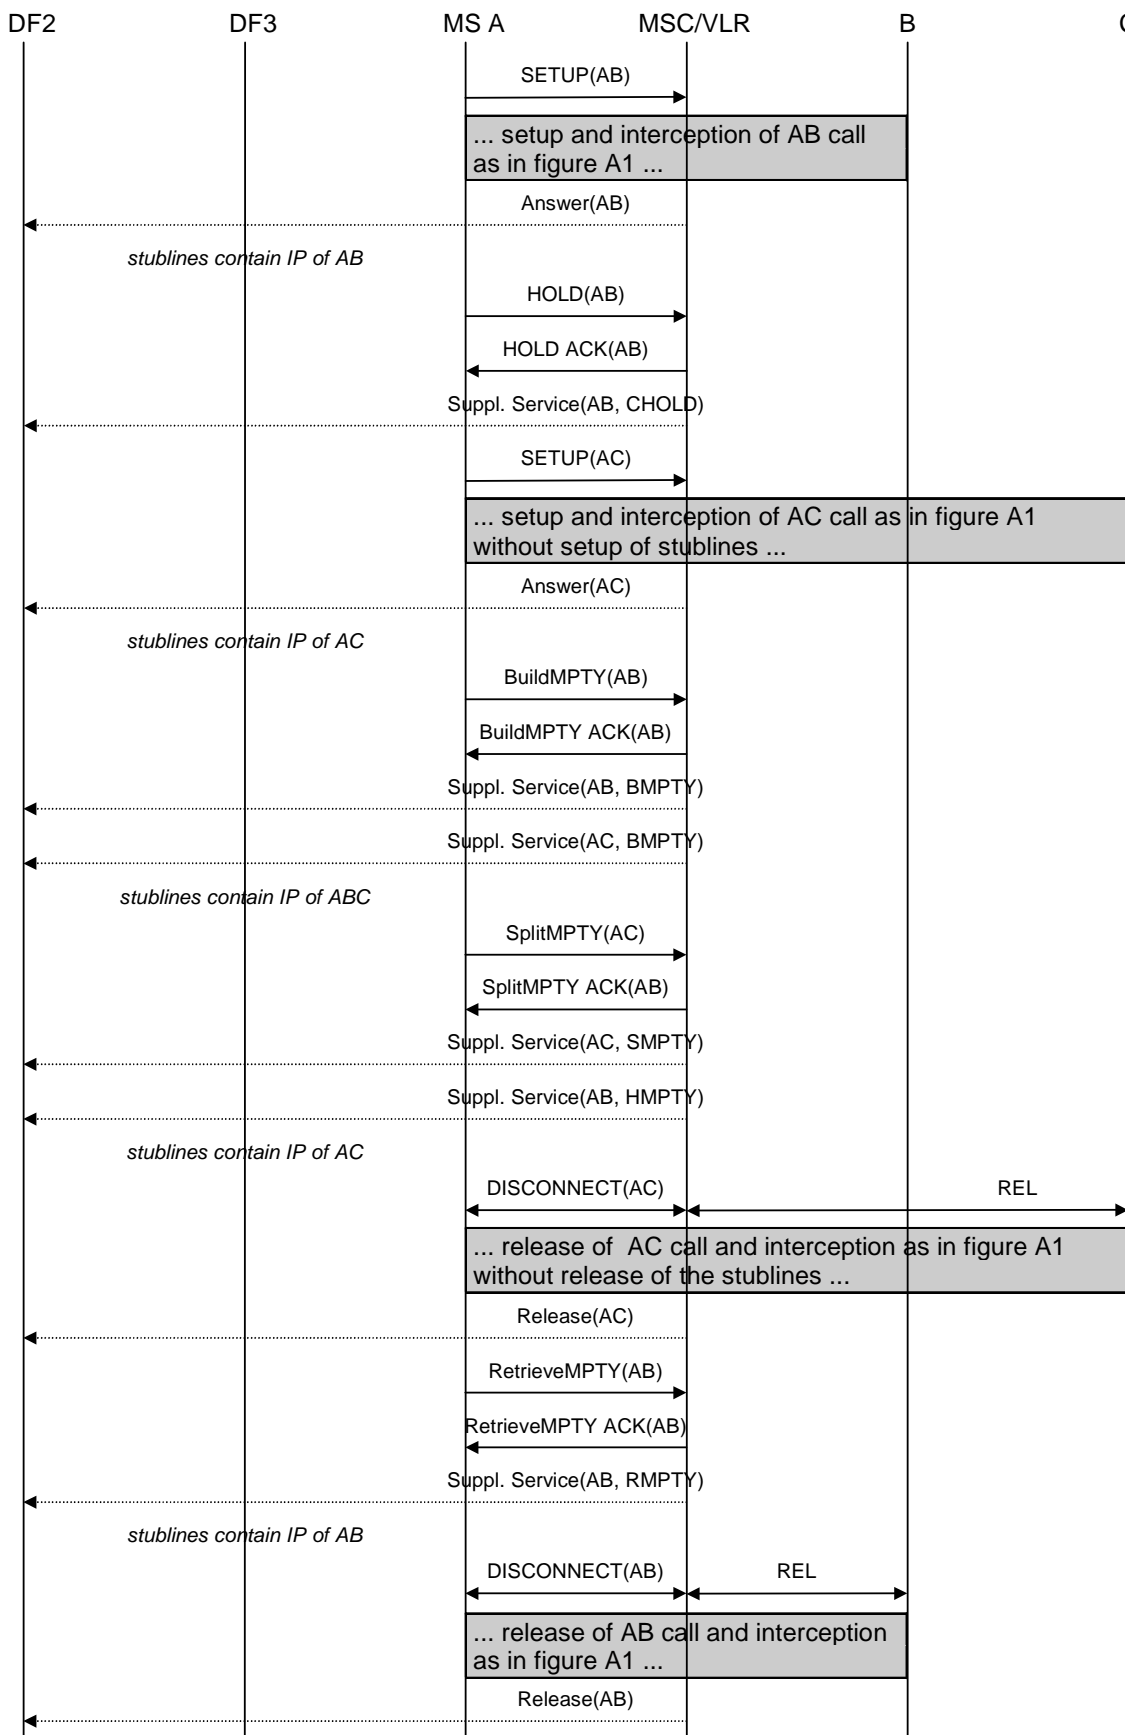 DF2 DF3 MS A MSC/VLR B
SETUP(AB)
... setup and interception of AB call
as in figure A1 ...
Answer(AB)
stublines contain IP of AB
HOLD(AB)
HOLD ACK(AB)
Suppl. Service(AB, CHOLD)
SETUP(AC)
... setup and interception of AC call as in figure A1
without setup of stublines ...
Answer(AC)
stublines contain IP of AC
BuildMPTY(AB)
BuildMPTY ACK(AB)
Suppl. Service(AB, BMPTY)
Suppl. Service(AC, BMPTY)
stublines contain IP of ABC
SplitMPTY(AC)
SplitMPTY ACK(AB)
Suppl. Service(AC, SMPTY)
Suppl. Service(AB, HMPTY)
stublines contain IP of AC
DISCONNECT(AC) REL
... release of AC call and interception as in figure A1
without release of the stublines ...
Release(AC)
RetrieveMPTY(AB)
RetrieveMPTY ACK(AB)
Suppl. Service(AB, RMPTY)
stublines contain IP of AB
DISCONNECT(AB) REL
... release of AB call and interception
as in figure A1 ...
Release(AB)